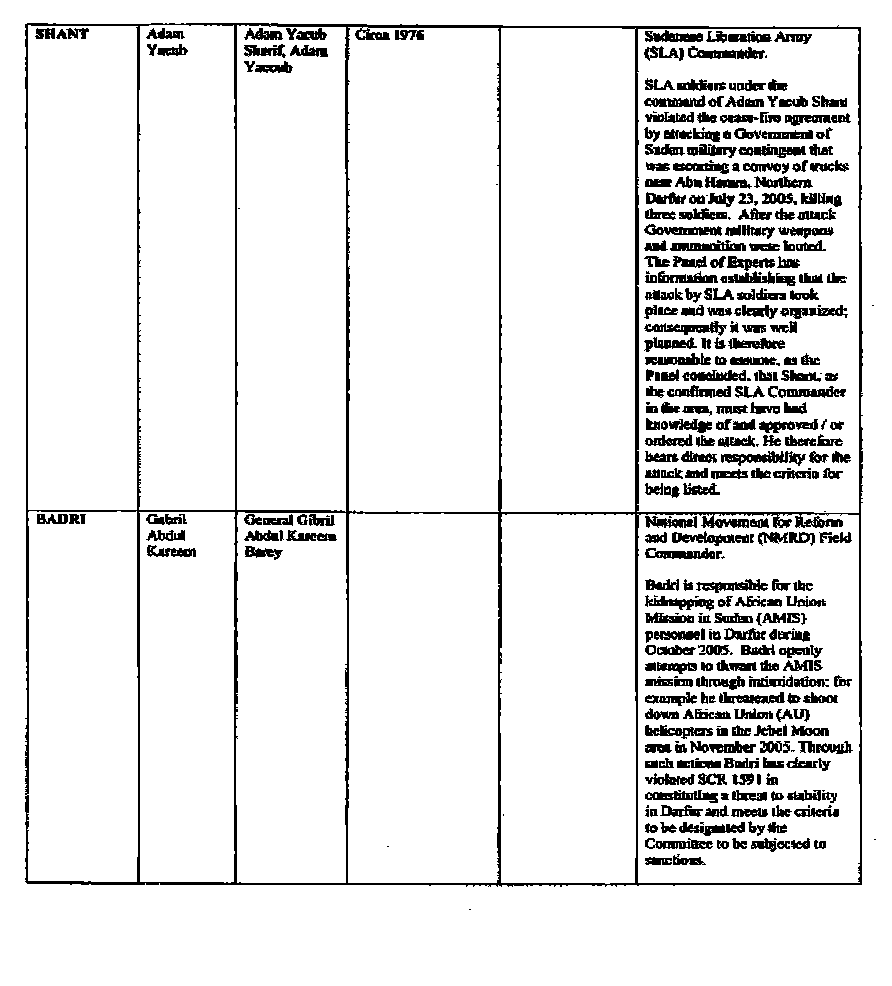 SHANT
Adam
Yacub
Adam Yacub
Sharif, Adam
Yacoub
Circa 1976
Sudanese Liberation Army
(SLA) Commander.
SLA soldiers under the
command of Adam Yacub Shant
violated the cease-fire agreement
by attacking a Government of
Sudan military contingent that
was escorting a convoy of trucks
near Abu Hamra, Northern
Darfur on July 23, 2005, killing
three soldiers. After the attack
Government military weapons
and ammunition were looted.
The Panel of Experts has
information establishing that the
attack by SLA soldiers took
place and was clearly organized;
consequently it was well
planned. It is therefore
reasonable to assume, as the
Panel concluded, that Shant, as
the confirmed SLA Commander
in the area, must have had
knowledge of and approved / or
ordered the attack. He therefore
bears direct responsibility for the
attack and meets the criteria for
being listed.
BADRI
Gabril
Abdul
Kareem
General Gibril
Abdul Kareem
Barey
National Movement for Reform
and Development (NMRD) Field
Commander.
Badri is responsible for the
kidnapping of African Union
Mission in Sudan (AMIS)
personnel in Darfur during
October 2005. Badri openly
attempts to thwart the AMIS
mission through intimidation; for
example he threatened to shoot
down African Union (AU)
helicopters in the Jebel Moon
area in November 2005. Through
such actions Badri has clearly
violated SCR 1591 in
constituting a threat to stability
in Darfur and meets the criteria
to be designated by the
Committee to be subjected to
sanctions.